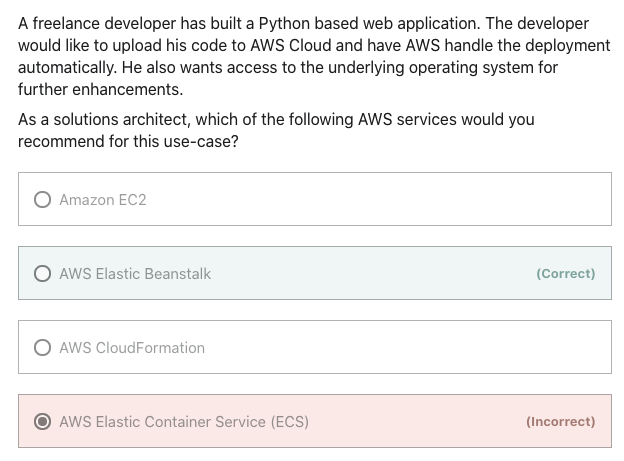 A freelance developer has built a Python based web application. The developer
would like to upload his code to AWS Cloud and have AWS handle the deployment
automatically. He also wants access to the underlying operating system for
further enhancements.
As a solutions architect, which of the following AWS services would you
recommend for this use-case?
Amazon EC2
AWS Elastic Beanstalk (Correct)
AWS CloudFormation
AWS Elastic Container Service (ECS) (Incorrect)